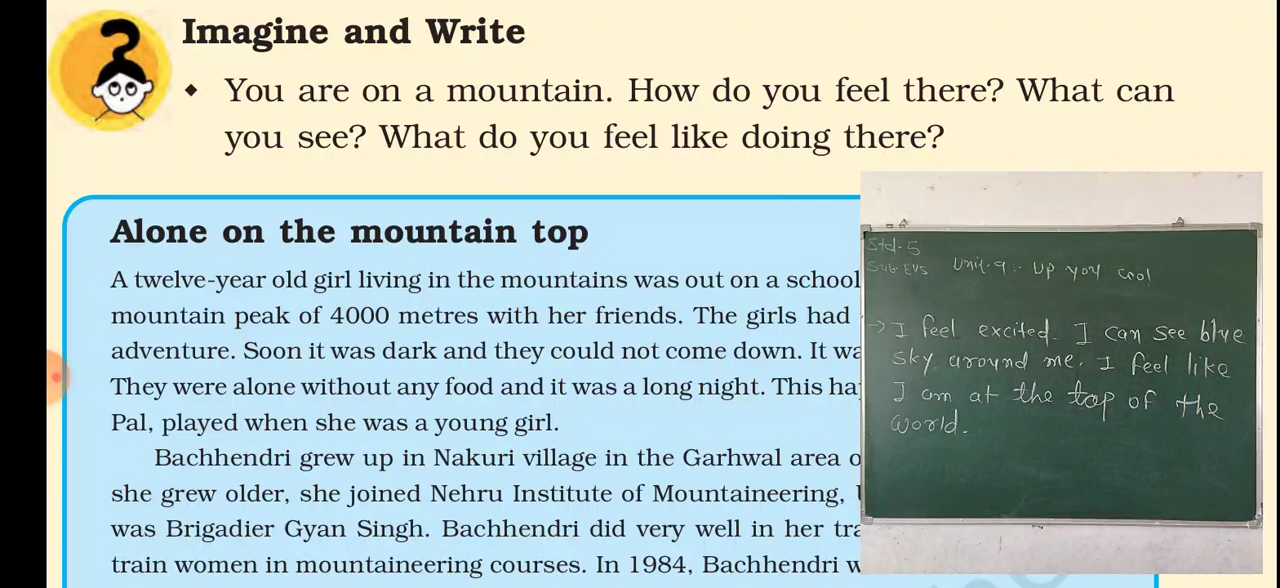 Imagine and Write
◆ You are on a mountain. How do you feel there? What can
you see? What do you feel like doing there?
Alone on the mountain top
A twelve-year old girl living in the mountains was out on a school
mountain peak of 4000 metres with her friends. The girls had
adventure. Soon it was dark and they could not come down. It
They were alone without any food and it was a long night. This
Pal, played when she was a young girl.
Bachhendri grew up in Nakuri village in the Garhwal area
she grew older, she joined Nehru Institute of Mountaineering,
was Brigadier Gyan Singh. Bachhendri did very well in her
train women in mountaineering courses. In 1984, Bachhendri
Std-5
Sub-EVS
Unit-9 :- Up you
→ I feel excited. I can see blue
sky around me. I feel like
I am at the top of the
world.